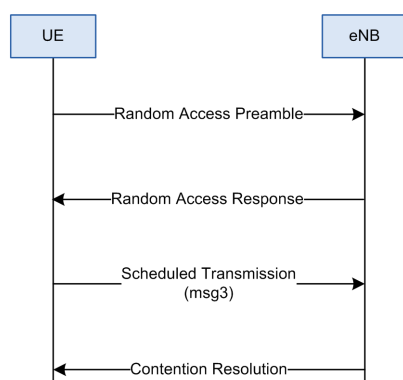 UE
eNB
Random Access Preamble
Random Access Response
Scheduled Transmission
(msg3)
Contention Resolution